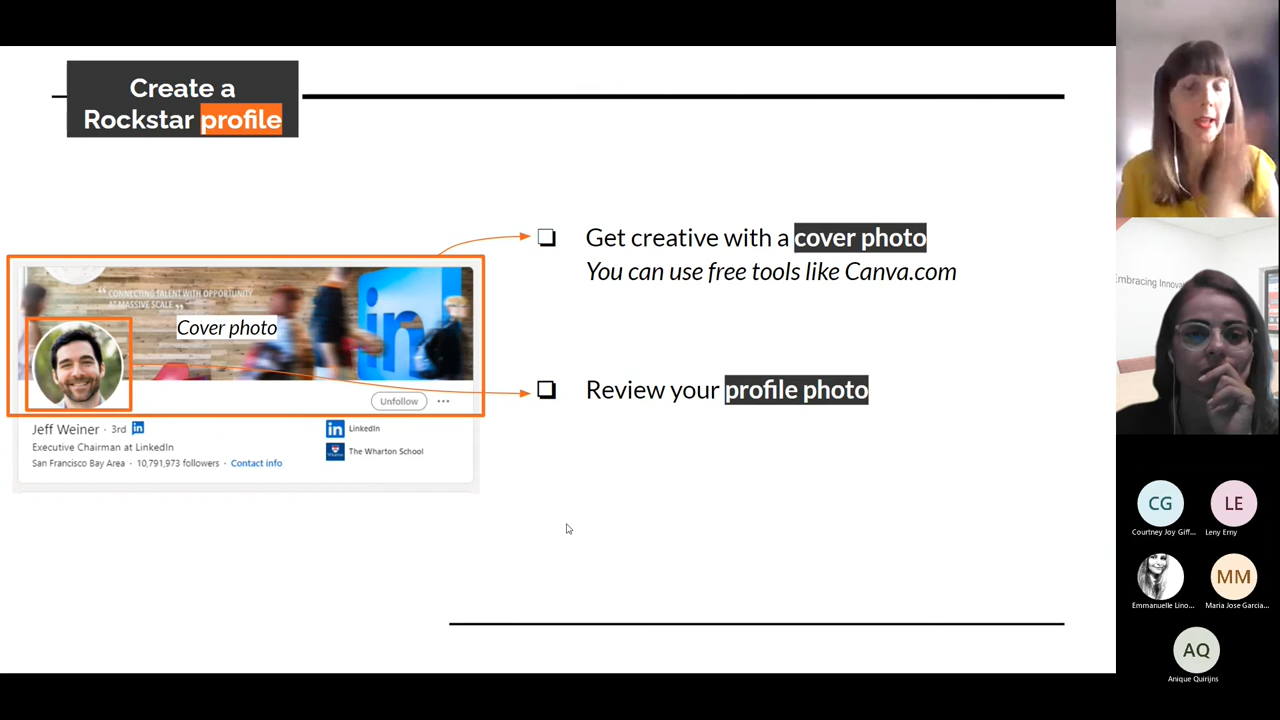 Create a
Rockstar profile
Get creative with a cover photo
You can use free tools like Canva.com
Review your profile photo
“ CONNECTING TALENT WITH OPPORTUNITY
AT MASSIVE SCALE „
Cover photo
in
Unfollow
Jeff Weiner · 3rd in
Executive Chairman at LinkedIn
San Francisco Bay Area · 10,791,973 followers · Contact info
in LinkedIn
The Wharton School
Embracing Innova
CG
LE
Courtney Joy Giff...
Leny Erny
MM
Emmanuelle Lino...
Maria Jose Garcia...
AQ
Anique Quirijns